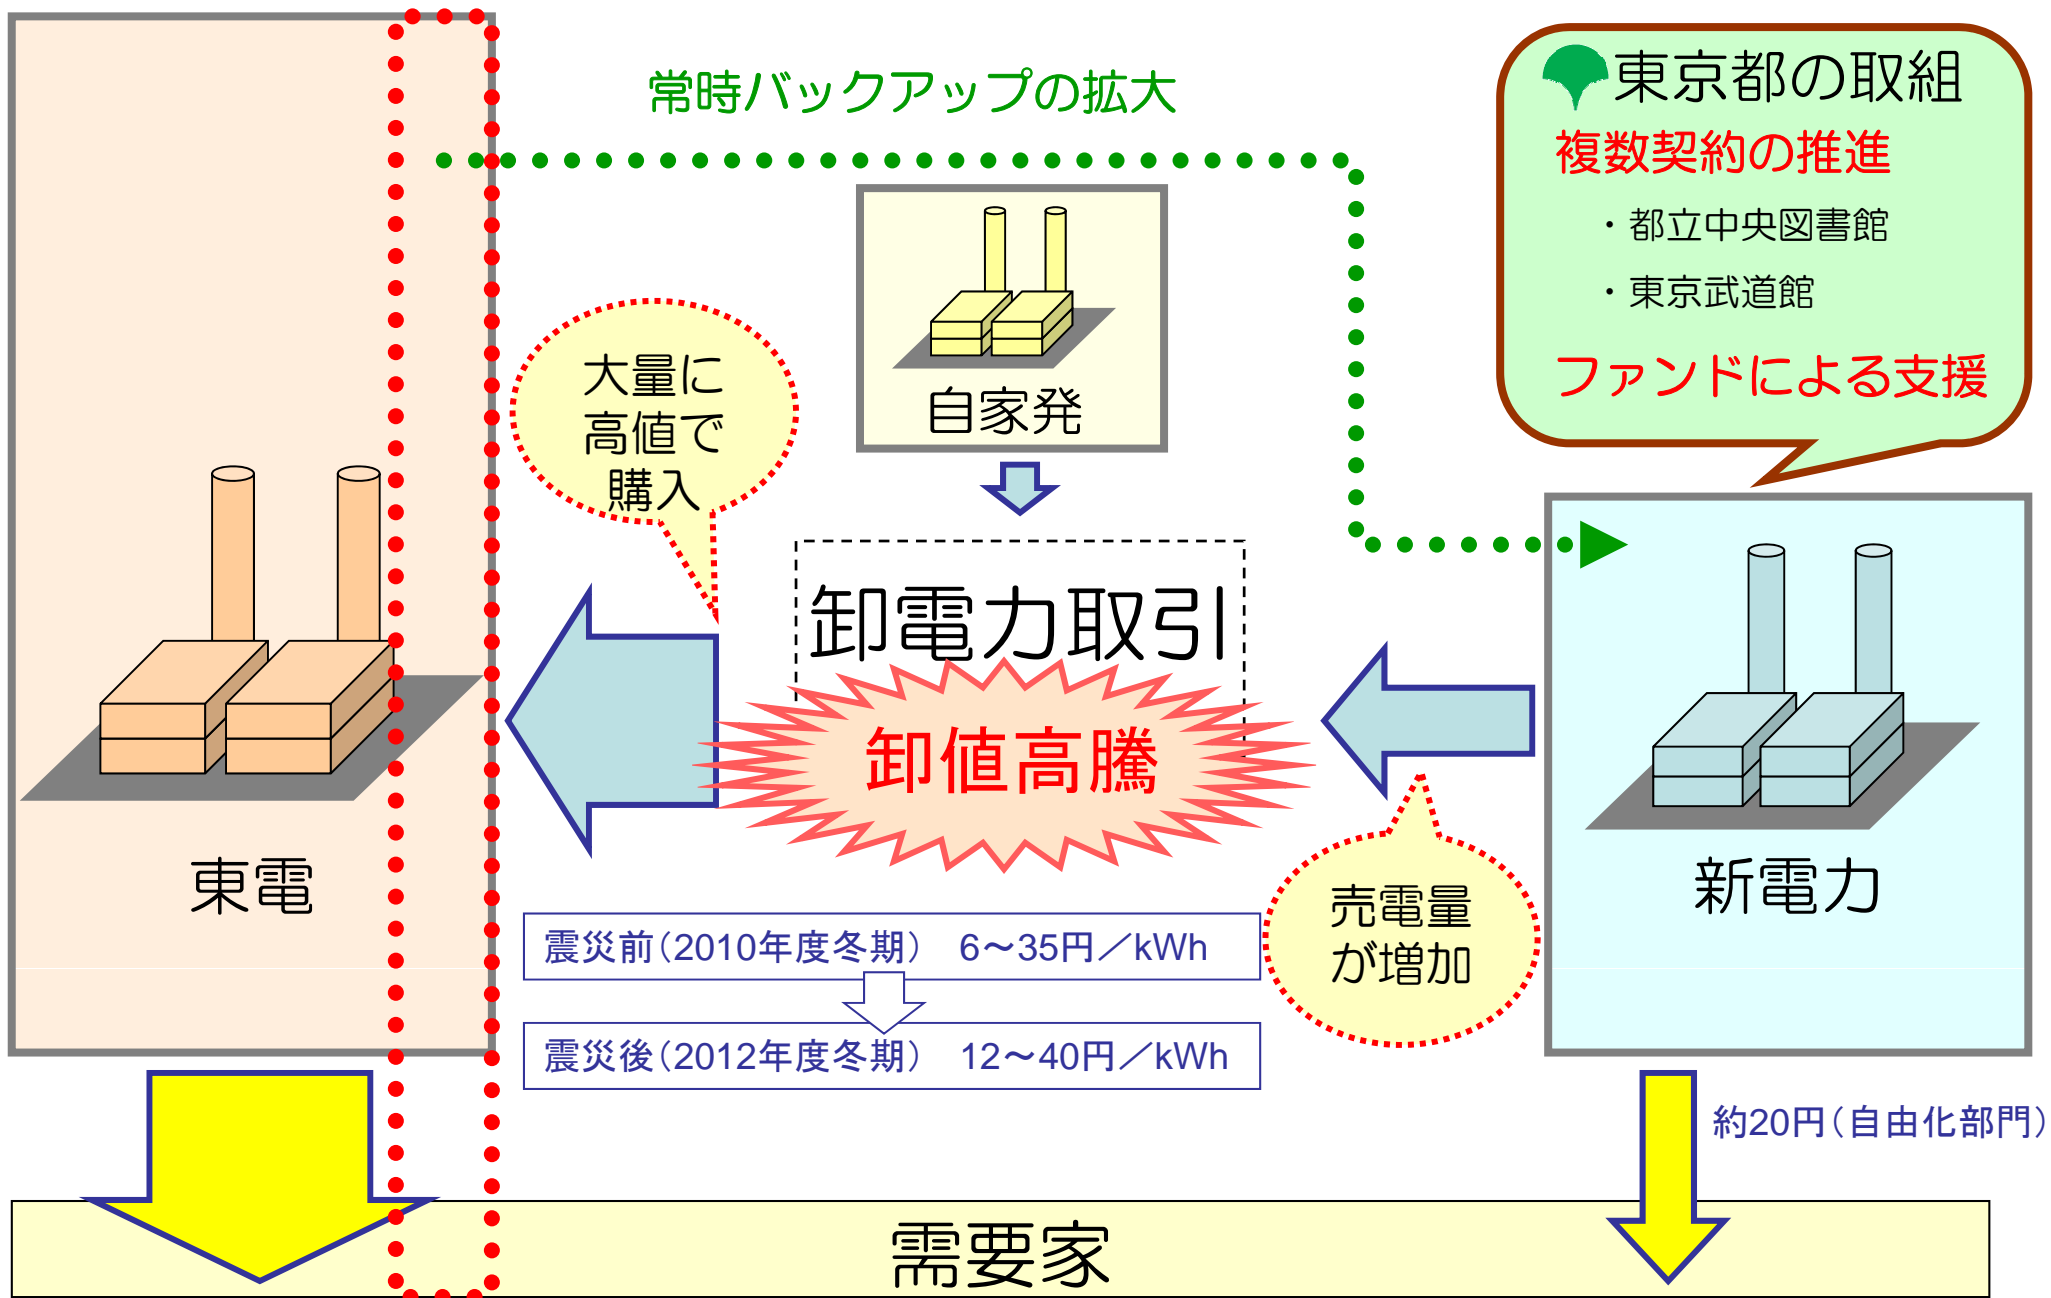 常時バックアップの拡大
東京都の取組
複数契約の推進
・都立中央図書館
・東京武道館
ファンドによる支援
大量に
高値で
購入
自家発
卸電力取引
卸値高騰
東電
新電力
売電量
が増加
震災前（2010年度冬期）　6～35円／kWh
震災後（2012年度冬期）　12～40円／kWh
約20円（自由化部門）
需要家